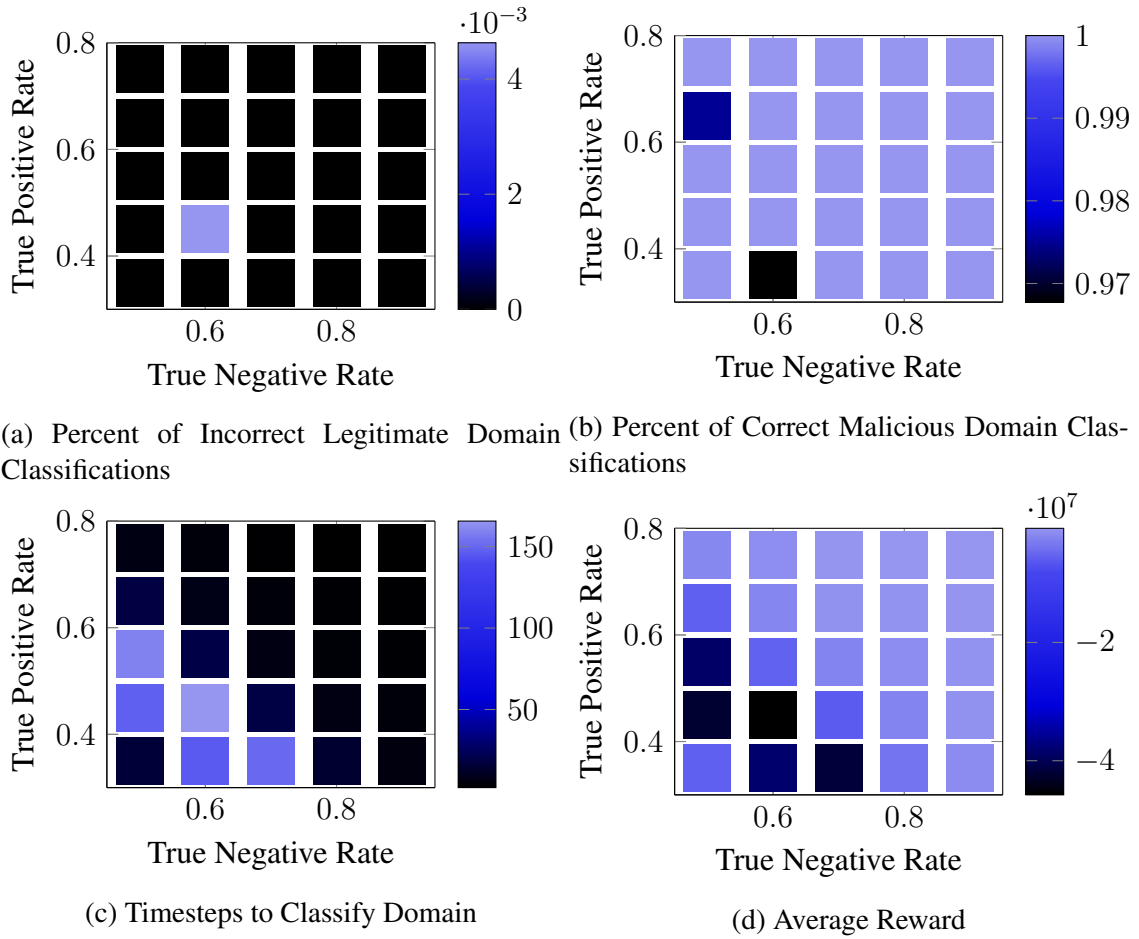 ·10⁻³
0.8
0.6
0.4
True Positive Rate
0.6 0.8
True Negative Rate
4
2
0
(a) Percent of Incorrect Legitimate Domain
Classifications
0.8
0.6
0.4
True Positive Rate
0.6 0.8
True Negative Rate
1
0.99
0.98
0.97
(b) Percent of Correct Malicious Domain Clas-
sifications
0.8
0.6
0.4
True Positive Rate
0.6 0.8
True Negative Rate
150
100
50
(c) Timesteps to Classify Domain
·10⁷
0.8
0.6
0.4
True Positive Rate
0.6 0.8
True Negative Rate
−2
−4
(d) Average Reward